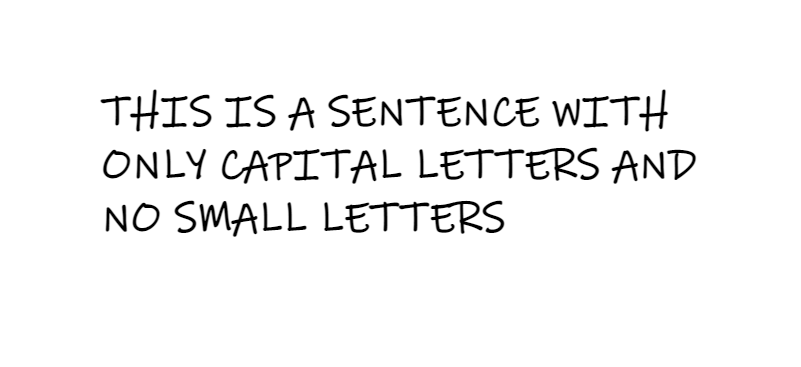 THIS IS A SENTENCE WITH
ONLY CAPITAL LETTERS AND
NO SMALL LETTERS